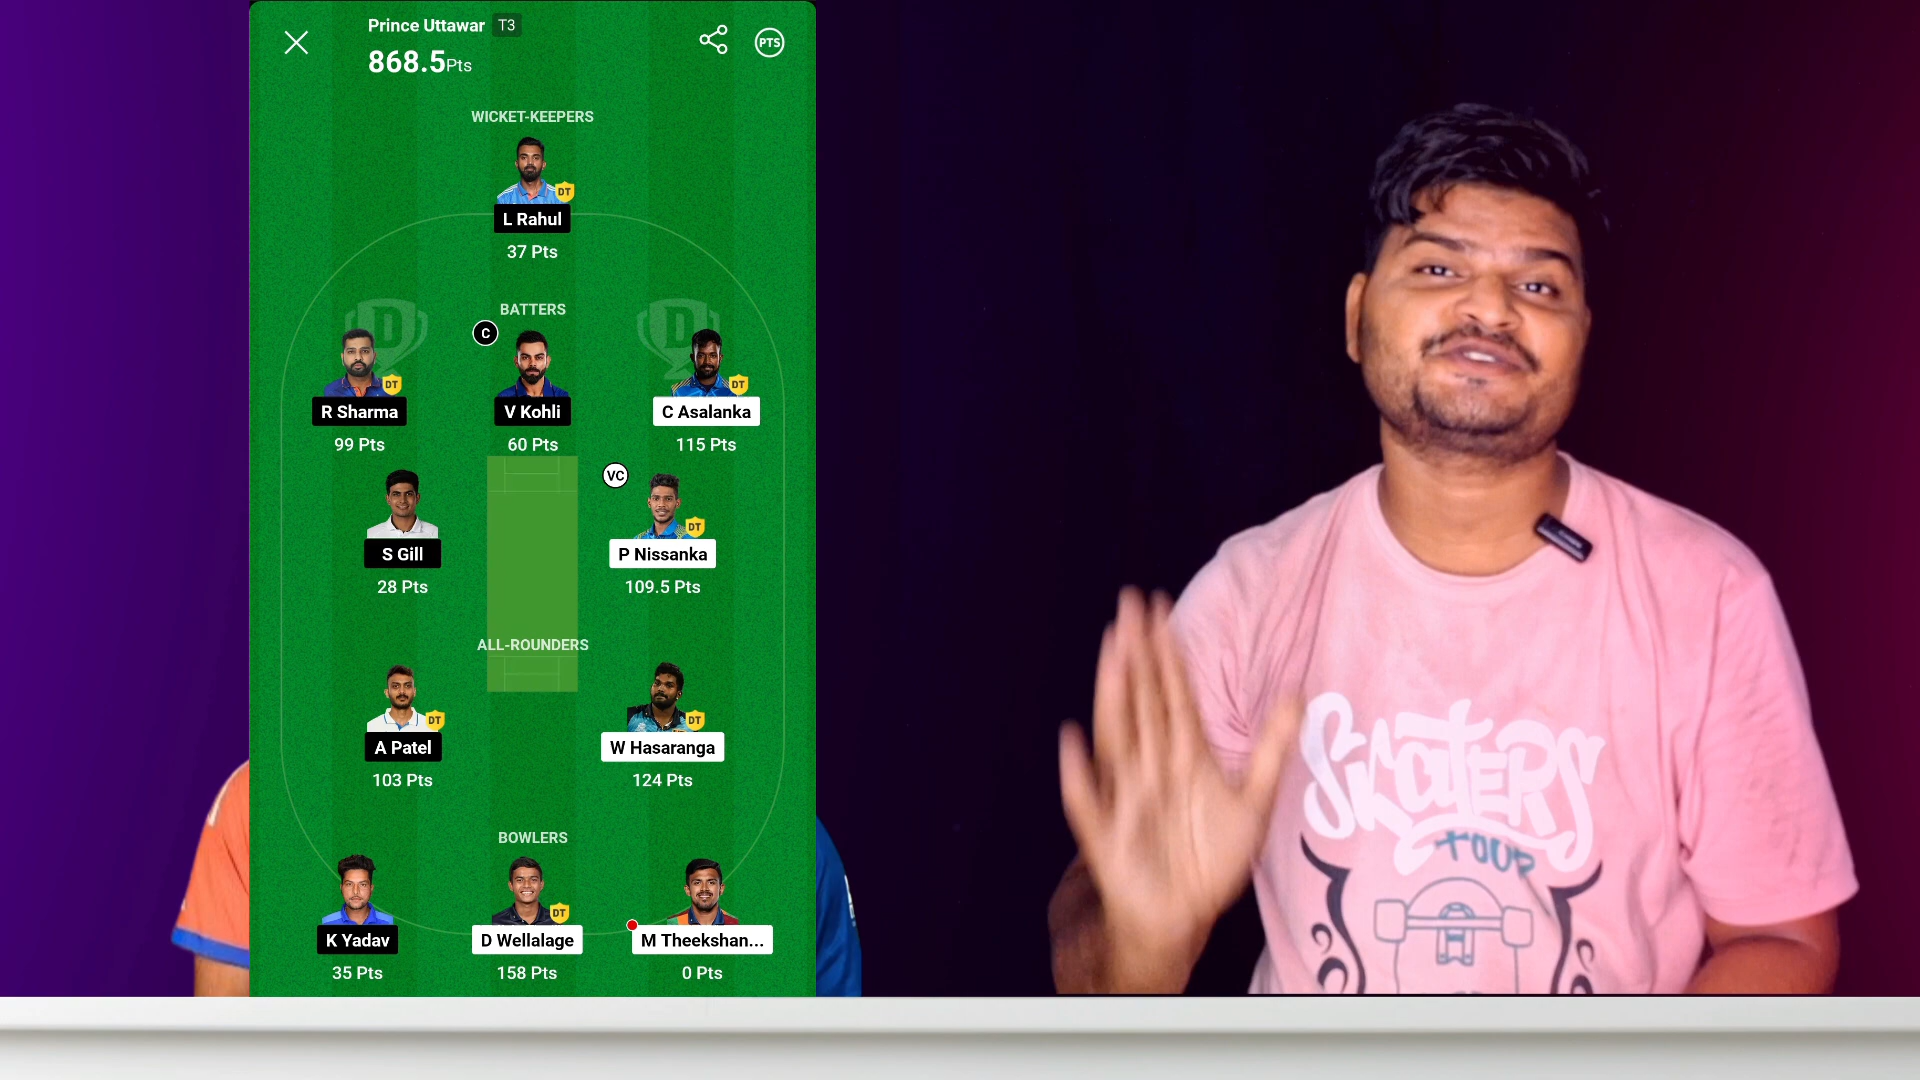 Prince Uttawar T3
868.5Pts
PTS
WICKET-KEEPERS
DT
L Rahul
37 Pts
BATTERS
C
D
D
DT
DT
R Sharma
V Kohli
C Asalanka
99 Pts
60 Pts
115 Pts
VC
DT
S Gill
P Nissanka
28 Pts
109.5 Pts
ALL-ROUNDERS
DT
DT
A Patel
W Hasaranga
103 Pts
124 Pts
BOWLERS
DT
K Yadav
D Wellalage
M Theekshan...
35 Pts
158 Pts
0 Pts
SKATERS
TOUR